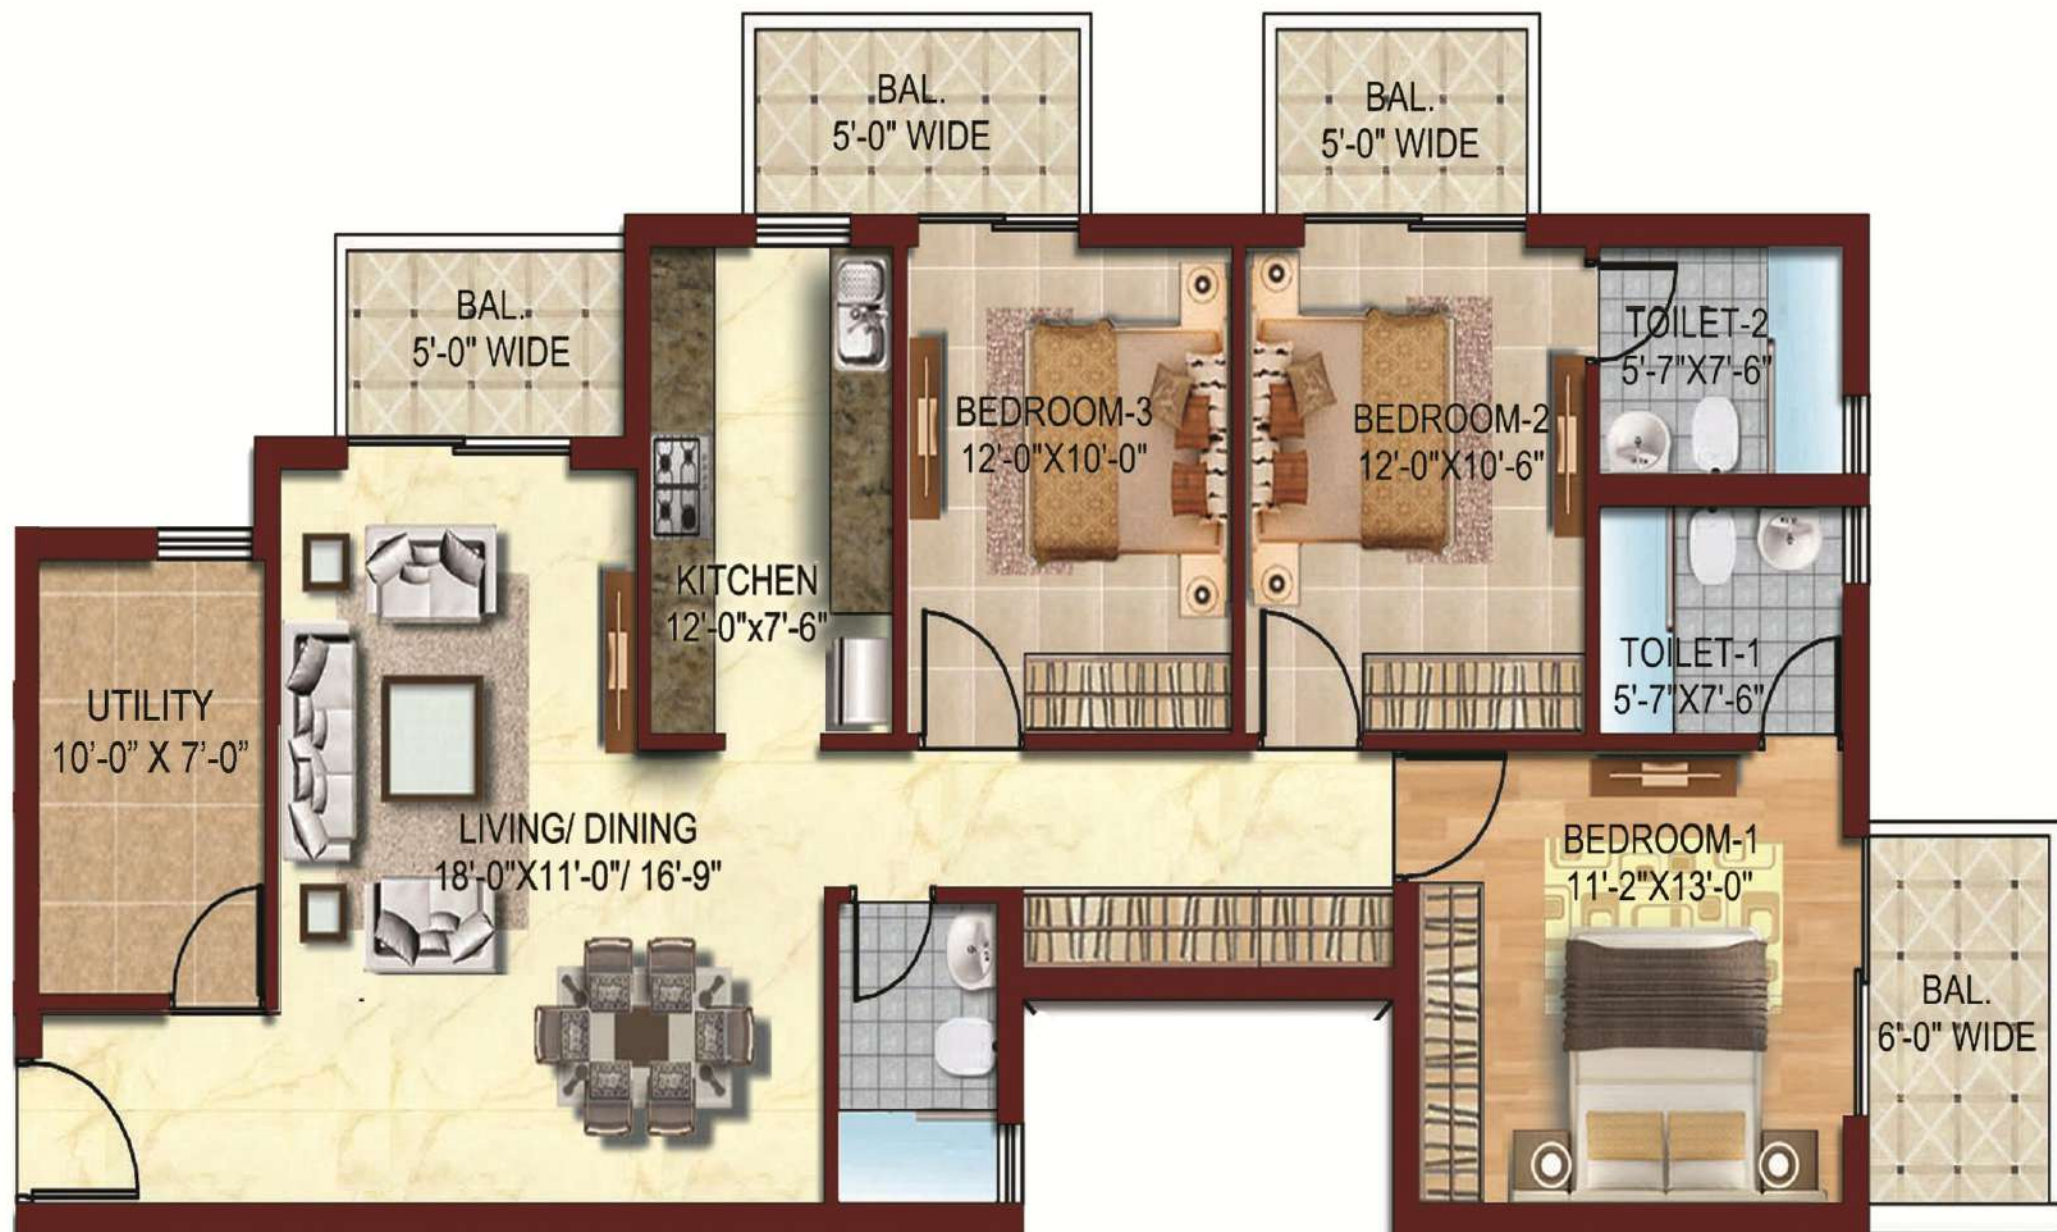 BAL.
5'-0" WIDE
BAL.
5'-0" WIDE
BAL.
5'-0" WIDE
TOILET-2
5'-7"X7'-6"
BEDROOM-3
12'-0"X10'-0"
BEDROOM-2
12'-0"X10'-6"
KITCHEN
12'-0"x7'-6"
TOILET-1
5'-7"X7'-6"
UTILITY
10'-0” X 7’-0”
LIVING/ DINING
18'-0"X11'-0"/ 16'-9"
BEDROOM-1
11'-2"X13'-0"
BAL.
6'-0" WIDE